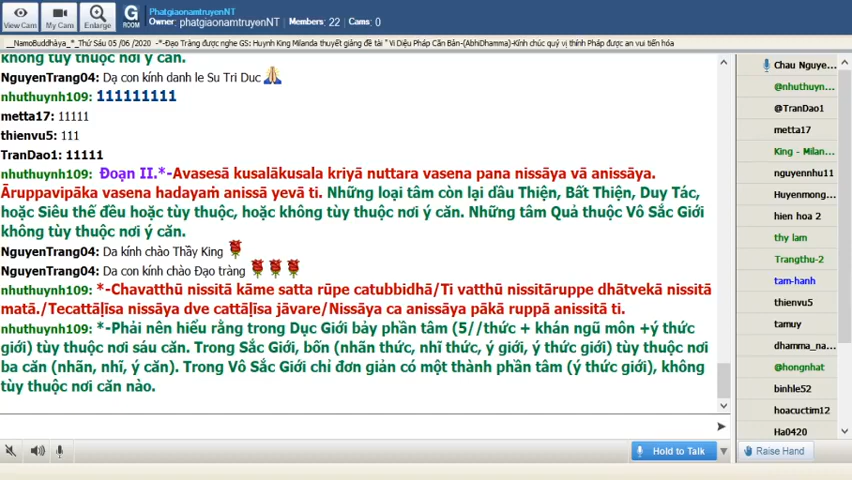 View Cam
My Cam
Enlarge
G ROOM
PhatgiaonamtruyenNT
Owner: phatgiaonamtruyenNT Members: 22 Cams: 0
__NamoBuddhàya_*_Thứ Sáu 05 /06 /2020 -*-Đạo Tràng được nghe GS: Huynh King Milanda thuyết giảng đề tài " Vi Diệu Pháp Căn Bản-(AbhiDhamma)-Kính chúc quý vị thính Pháp được an vui tiến hóa
không tùy thuộc nơi ý căn.
NguyenTrang04: Dạ con kính danh le Su Tri Duc
nhuthuynh109: 111111111
metta17: 11111
thienvu5: 111
TranDao1: 11111
nhuthuynh109: Đoạn II.*-Avasesā kusalākusala kriyā nuttara vasena pana nissāya vā anissāya.
Āruppavipāka vasena hadayaṁ anissā yevā ti. Những loại tâm còn lại dầu Thiện, Bất Thiện, Duy Tác,
hoặc Siêu thế đều hoặc tùy thuộc, hoặc không tùy thuộc nơi ý căn. Những tâm Quả thuộc Vô Sắc Giới
không tùy thuộc nơi ý căn.
NguyenTrang04: Da kính chào Thầy King
NguyenTrang04: Da con kính chào Đạo tràng
nhuthuynh109: *-Chavatthū nissitā kāme satta rūpe catubbidhā/Ti vatthū nissitāruppe dhātvekā nissitā
matā./Tecattāḷīsa nissāya dve cattāḷīsa jāvare/Nissāya ca anissāya pākā ruppā anissitā ti.
nhuthuynh109: *-Phải nên hiểu rằng trong Dục Giới bảy phần tâm (5//thức + khán ngũ môn +ý thức
giới) tùy thuộc nơi sáu căn. Trong Sắc Giới, bốn (nhãn thức, nhĩ thức, ý giới, ý thức giới) tùy thuộc nơi
ba căn (nhãn, nhĩ, ý căn). Trong Vô Sắc Giới chỉ đơn giản có một thành phần tâm (ý thức giới), không
tùy thuộc nơi căn nào.
Hold to Talk
Chau Nguye...
@nhuthuyn...
@TranDao1
metta17
King - Milan...
nguyennhu11
Huyenmong...
hien hoa 2
thy lam
Trangthu-2
tam-hanh
thienvu5
tamuy
dhamma_na...
@hongnhat
binhle52
hoacuctim12
Ha0420
Raise Hand